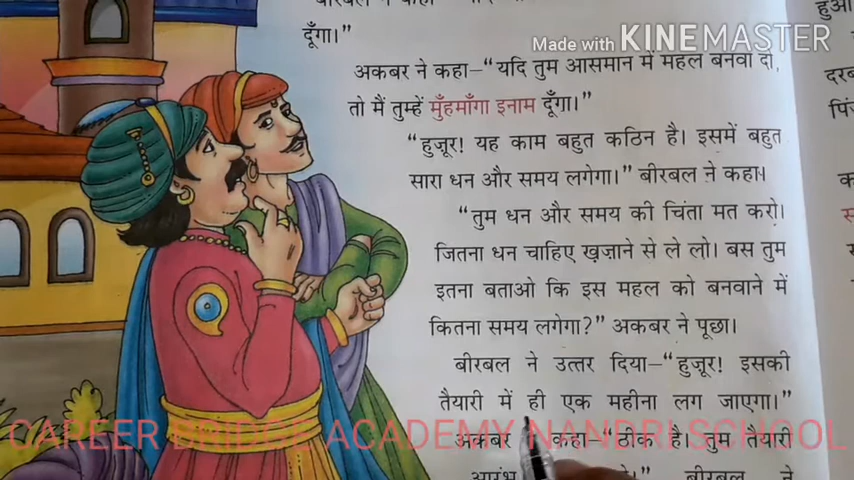 दूँगा।"
Made with KINEMASTER
अकबर ने कहा–"यदि तुम आसमान में महल बनवा दो,
तो मैं तुम्हें मुँहमाँगा इनाम दूँगा।"
"हुज़ूर! यह काम बहुत कठिन है। इसमें बहुत
सारा धन और समय लगेगा।" बीरबल ने कहा।
"तुम धन और समय की चिंता मत करो।
जितना धन चाहिए ख़ज़ाने से ले लो। बस तुम
इतना बताओ कि इस महल को बनवाने में
कितना समय लगेगा?" अकबर ने पूछा।
बीरबल ने उत्तर दिया–"हुज़ूर! इसकी
तैयारी में ही एक महीना लग जाएगा।"
CAREER BRIDGE ACADEMY NANDNI SCHOOL
अकबर कहा–"ठीक है। तुम तैयारी
बीरबल ने